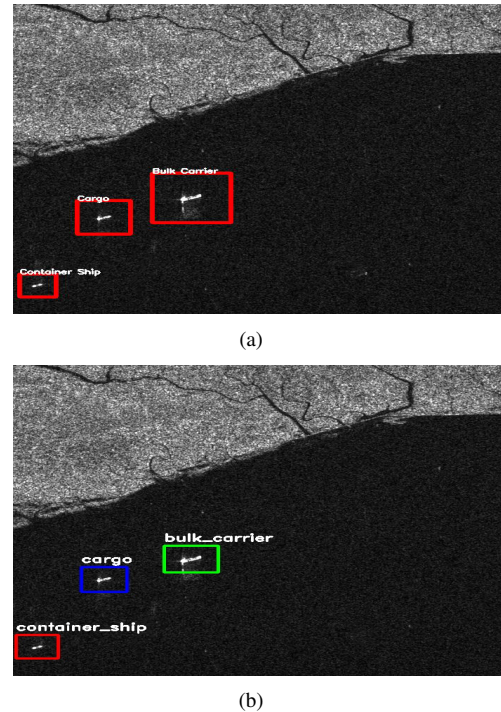 Bulk Carrier
Cargo
Container Ship
(a)
bulk_carrier
cargo
container_ship
(b)